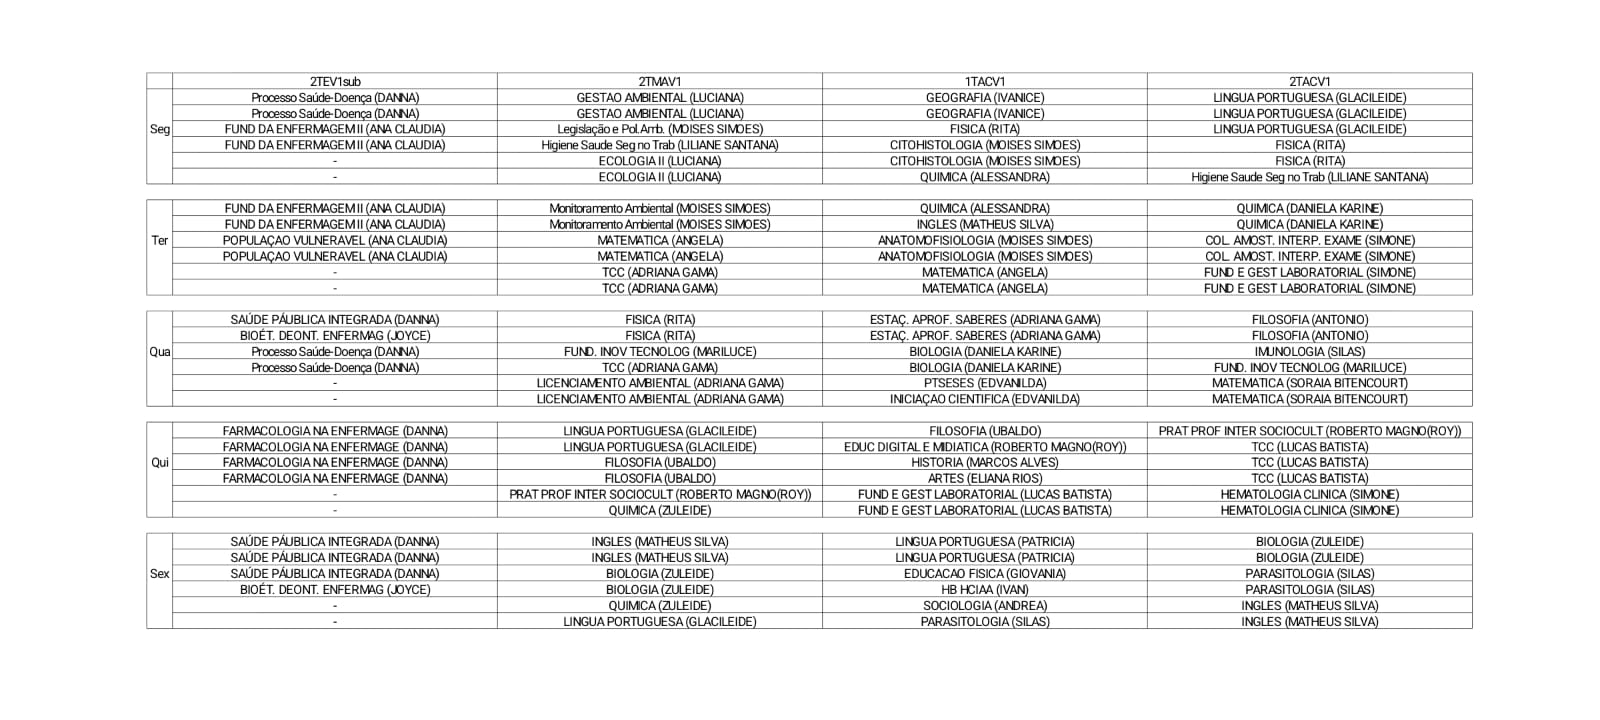 2TEV1sub 2TMAV1 1TACV1 2TACV1
Processo Saúde-Doença (DANNA) GESTAO AMBIENTAL (LUCIANA) GEOGRAFIA (IVANICE) LINGUA PORTUGUESA (GLACILEIDE)
Processo Saúde-Doença (DANNA) GESTAO AMBIENTAL (LUCIANA) GEOGRAFIA (IVANICE) LINGUA PORTUGUESA (GLACILEIDE)
Seg FUND DA ENFERMAGEM II (ANA CLAUDIA) Legislação e Pol.Amb. (MOISES SIMOES) FISICA (RITA) LINGUA PORTUGUESA (GLACILEIDE)
FUND DA ENFERMAGEM II (ANA CLAUDIA) Higiene Saude Seg no Trab (LILIANE SANTANA) CITOHISTOLOGIA (MOISES SIMOES) FISICA (RITA)
- ECOLOGIA II (LUCIANA) CITOHISTOLOGIA (MOISES SIMOES) FISICA (RITA)
- ECOLOGIA II (LUCIANA) QUIMICA (ALESSANDRA) Higiene Saude Seg no Trab (LILIANE SANTANA)
FUND DA ENFERMAGEM II (ANA CLAUDIA) Monitoramento Ambiental (MOISES SIMOES) QUIMICA (ALESSANDRA) QUIMICA (DANIELA KARINE)
FUND DA ENFERMAGEM II (ANA CLAUDIA) Monitoramento Ambiental (MOISES SIMOES) INGLES (MATHEUS SILVA) QUIMICA (DANIELA KARINE)
Ter POPULAÇAO VULNERAVEL (ANA CLAUDIA) MATEMATICA (ANGELA) ANATOMOFISIOLOGIA (MOISES SIMOES) COL. AMOST. INTERP. EXAME (SIMONE)
POPULAÇAO VULNERAVEL (ANA CLAUDIA) MATEMATICA (ANGELA) ANATOMOFISIOLOGIA (MOISES SIMOES) COL. AMOST. INTERP. EXAME (SIMONE)
- TCC (ADRIANA GAMA) MATEMATICA (ANGELA) FUND E GEST LABORATORIAL (SIMONE)
- TCC (ADRIANA GAMA) MATEMATICA (ANGELA) FUND E GEST LABORATORIAL (SIMONE)
SAÚDE PÁUBLICA INTEGRADA (DANNA) FISICA (RITA) ESTAÇ. APROF. SABERES (ADRIANA GAMA) FILOSOFIA (ANTONIO)
BIOÉT. DEONT. ENFERMAG (JOYCE) FISICA (RITA) ESTAÇ. APROF. SABERES (ADRIANA GAMA) FILOSOFIA (ANTONIO)
Qua Processo Saúde-Doença (DANNA) FUND. INOV TECNOLOG (MARILUCE) BIOLOGIA (DANIELA KARINE) IMUNOLOGIA (SILAS)
Processo Saúde-Doença (DANNA) TCC (ADRIANA GAMA) BIOLOGIA (DANIELA KARINE) FUND. INOV TECNOLOG (MARILUCE)
- LICENCIAMENTO AMBIENTAL (ADRIANA GAMA) PTSESES (EDVANILDA) MATEMATICA (SORAIA BITENCOURT)
- LICENCIAMENTO AMBIENTAL (ADRIANA GAMA) INICIAÇAO CIENTIFICA (EDVANILDA) MATEMATICA (SORAIA BITENCOURT)
FARMACOLOGIA NA ENFERMAGE (DANNA) LINGUA PORTUGUESA (GLACILEIDE) FILOSOFIA (UBALDO) PRAT PROF INTER SOCIOCULT (ROBERTO MAGNO(ROY))
FARMACOLOGIA NA ENFERMAGE (DANNA) LINGUA PORTUGUESA (GLACILEIDE) EDUC DIGITAL E MIDIATICA (ROBERTO MAGNO(ROY)) TCC (LUCAS BATISTA)
Qui FARMACOLOGIA NA ENFERMAGE (DANNA) FILOSOFIA (UBALDO) HISTORIA (MARCOS ALVES) TCC (LUCAS BATISTA)
FARMACOLOGIA NA ENFERMAGE (DANNA) FILOSOFIA (UBALDO) ARTES (ELIANA RIOS) TCC (LUCAS BATISTA)
- PRAT PROF INTER SOCIOCULT (ROBERTO MAGNO(ROY)) FUND E GEST LABORATORIAL (LUCAS BATISTA) HEMATOLOGIA CLINICA (SIMONE)
- QUIMICA (ZULEIDE) FUND E GEST LABORATORIAL (LUCAS BATISTA) HEMATOLOGIA CLINICA (SIMONE)
SAÚDE PÁUBLICA INTEGRADA (DANNA) INGLES (MATHEUS SILVA) LINGUA PORTUGUESA (PATRICIA) BIOLOGIA (ZULEIDE)
SAÚDE PÁUBLICA INTEGRADA (DANNA) INGLES (MATHEUS SILVA) LINGUA PORTUGUESA (PATRICIA) BIOLOGIA (ZULEIDE)
Sex SAÚDE PÁUBLICA INTEGRADA (DANNA) BIOLOGIA (ZULEIDE) EDUCACAO FISICA (GIOVANIA) PARASITOLOGIA (SILAS)
BIOÉT. DEONT. ENFERMAG (JOYCE) BIOLOGIA (ZULEIDE) HB HCIAA (IVAN) PARASITOLOGIA (SILAS)
- QUIMICA (ZULEIDE) SOCIOLOGIA (ANDREA) INGLES (MATHEUS SILVA)
- LINGUA PORTUGUESA (GLACILEIDE) PARASITOLOGIA (SILAS) INGLES (MATHEUS SILVA)